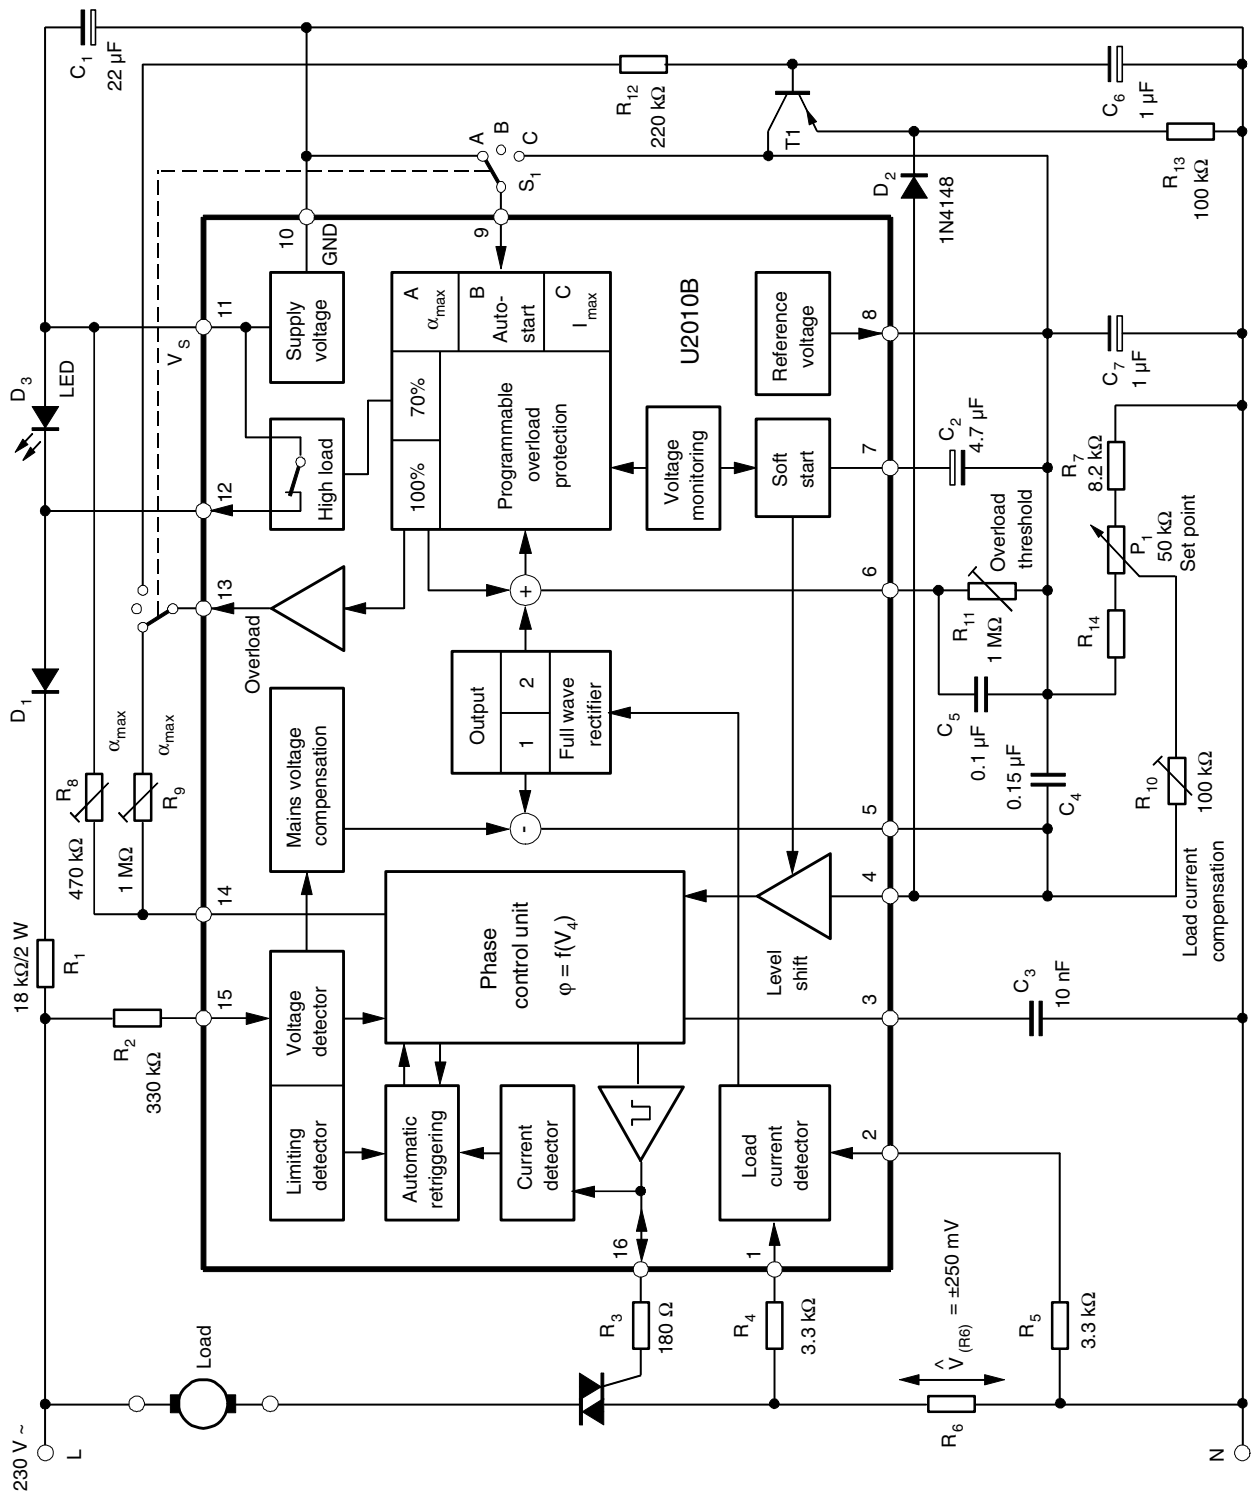 230 V ~
L
Load
R3
180 Ω
R4
3.3 kΩ
R6
V̂(R6) = ±250 mV
R5
3.3 kΩ
N
18 kΩ/2 W
R1
R2
330 kΩ
D1
D3
LED
C1
22 μF
R8
470 kΩ
αmax
R9
1 MΩ
αmax
VS
R12
220 kΩ
T1
C6
1 μF
R13
100 kΩ
D2
1N4148
A
B
C
S1
15
14
13
12
11
10
GND
9
16
1
2
3
4
5
6
7
8
Limiting
detector
Voltage
detector
Mains voltage
compensation
Overload
High load
Supply
voltage
Automatic
retriggering
Current
detector
Phase
control unit
φ = f(V4)
Output
1
2
Full wave
rectifier
-
+
100%
70%
A
αmax
B
Auto-
start
C
Imax
Programmable
overload
protection
U2010B
Voltage
monitoring
Load
current
detector
Level
shift
Soft
start
Reference
voltage
C3
10 nF
Load current
compensation
R10
100 kΩ
C4
0.15 μF
C5
0.1 μF
R11
1 MΩ
Overload
threshold
C2
4.7 μF
R14
P1
50 kΩ
Set point
R7
8.2 kΩ
C7
1 μF